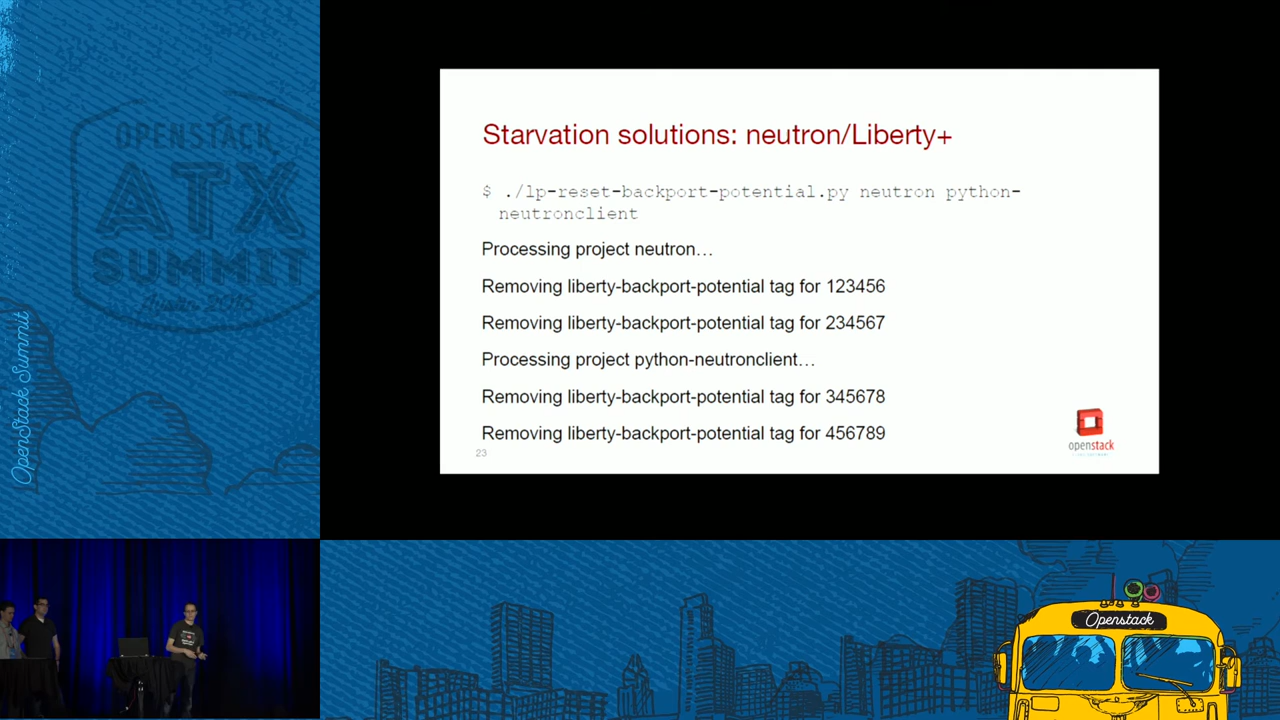 OPENSTACK
ATX
SUMMIT
Austin 2016
OpenStack Summit
Starvation solutions: neutron/Liberty+
$ ./lp-reset-backport-potential.py neutron python-
neutronclient
Processing project neutron…
Removing liberty-backport-potential tag for 123456
Removing liberty-backport-potential tag for 234567
Processing project python-neutronclient…
Removing liberty-backport-potential tag for 345678
Removing liberty-backport-potential tag for 456789
23
openstack
Openstack